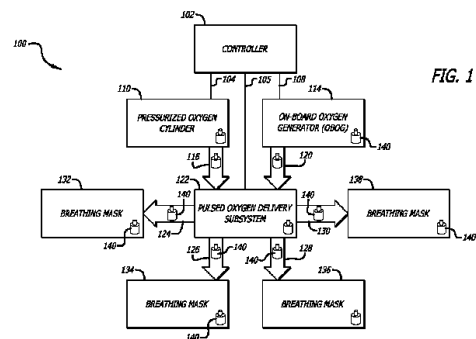 102
100
CONTROLLER
FIG. 1
104
105
108
110
114
PRESSURIZED OXYGEN
CYLINDER
ON-BOARD OXYGEN
GENERATOR (OBOG)
140
116
120
132
122
138
140
PULSED OXYGEN DELIVERY
SUBSYSTEM
140
BREATHING MASK
BREATHING MASK
140
124
130
140
126
140
140
128
134
136
BREATHING MASK
BREATHING MASK
140